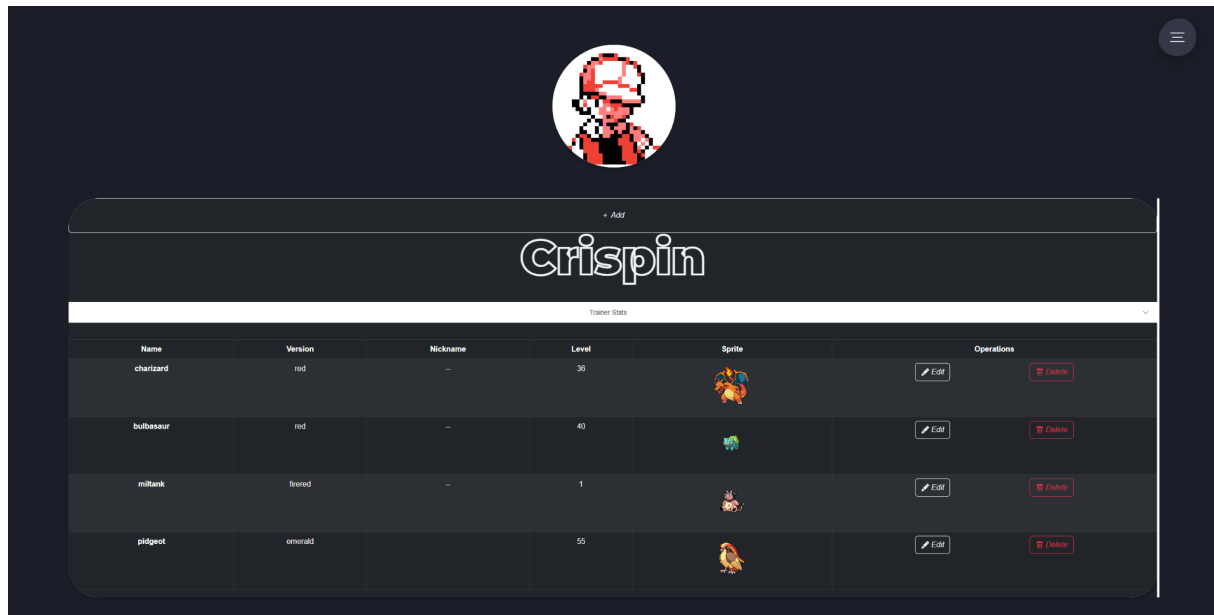 + Add
Crispin
Trainer Stats
Name Version Nickname Level Sprite Operations
charizard red -- 36 Edit Delete
bulbasaur red -- 40 Edit Delete
miltank firered -- 1 Edit Delete
pidgeot emerald 55 Edit Delete